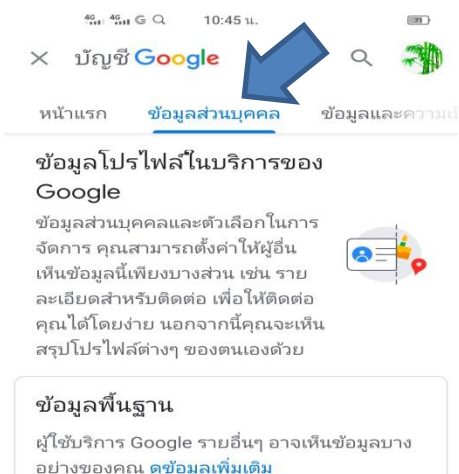 4G 4G G 10:45 น. 71
บัญชี Google
หน้าแรก ข้อมูลส่วนบุคคล ข้อมูลและความเป็
ข้อมูลโปรไฟล์ในบริการของ
Google
ข้อมูลส่วนบุคคลและตัวเลือกในการ
จัดการ คุณสามารถตั้งค่าให้ผู้อื่น
เห็นข้อมูลนี้เพียงบางส่วน เช่น ราย
ละเอียดสำหรับติดต่อ เพื่อให้ติดต่อ
คุณได้โดยง่าย นอกจากนี้คุณจะเห็น
สรุปโปรไฟล์ต่างๆ ของตนเองด้วย
ข้อมูลพื้นฐาน
ผู้ใช้บริการ Google รายอื่นๆ อาจเห็นข้อมูลบาง
อย่างของคุณ ดูข้อมูลเพิ่มเติม